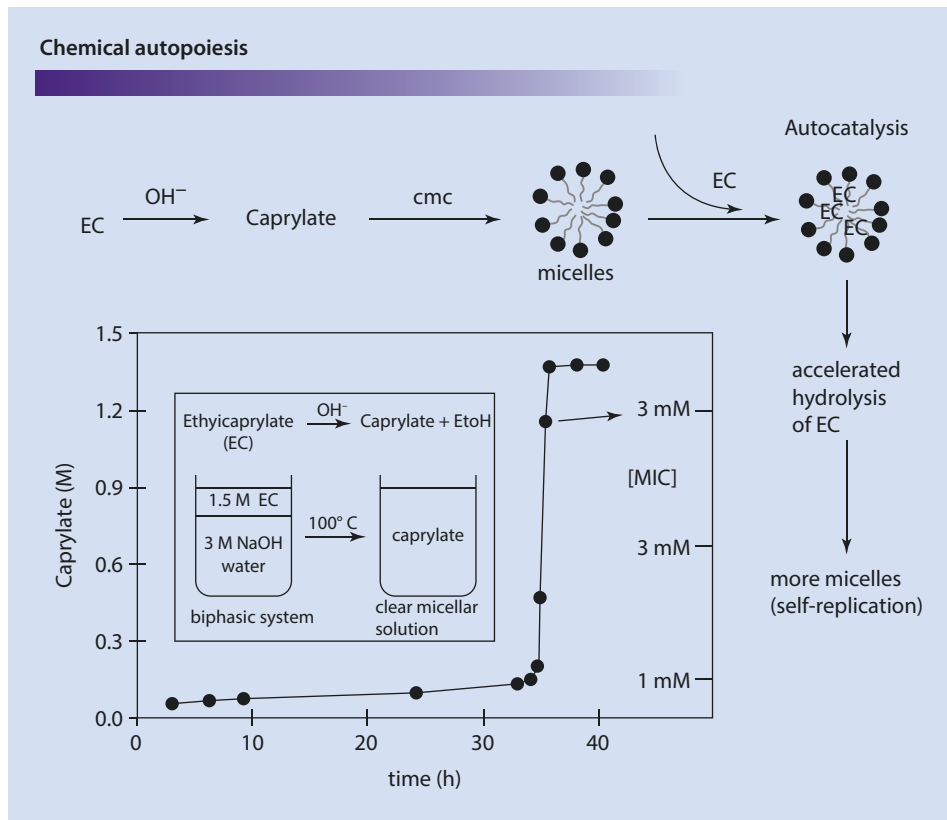 Chemical autopoiesis
Autocatalysis
EC
OH⁻
Caprylate
cmc
micelles
EC
EC
EC
EC
accelerated
hydrolysis
of EC
more micelles
(self-replication)
Caprylate (M)
1.5
1.2
0.9
0.6
0.3
0.0
Ethyicaprylate
(EC)
OH⁻
Caprylate + EtoH
1.5 M EC
3 M NaOH
water
biphasic system
100° C
caprylate
clear micellar
solution
3 mM
[MIC]
3 mM
1 mM
0
10
20
30
40
time (h)